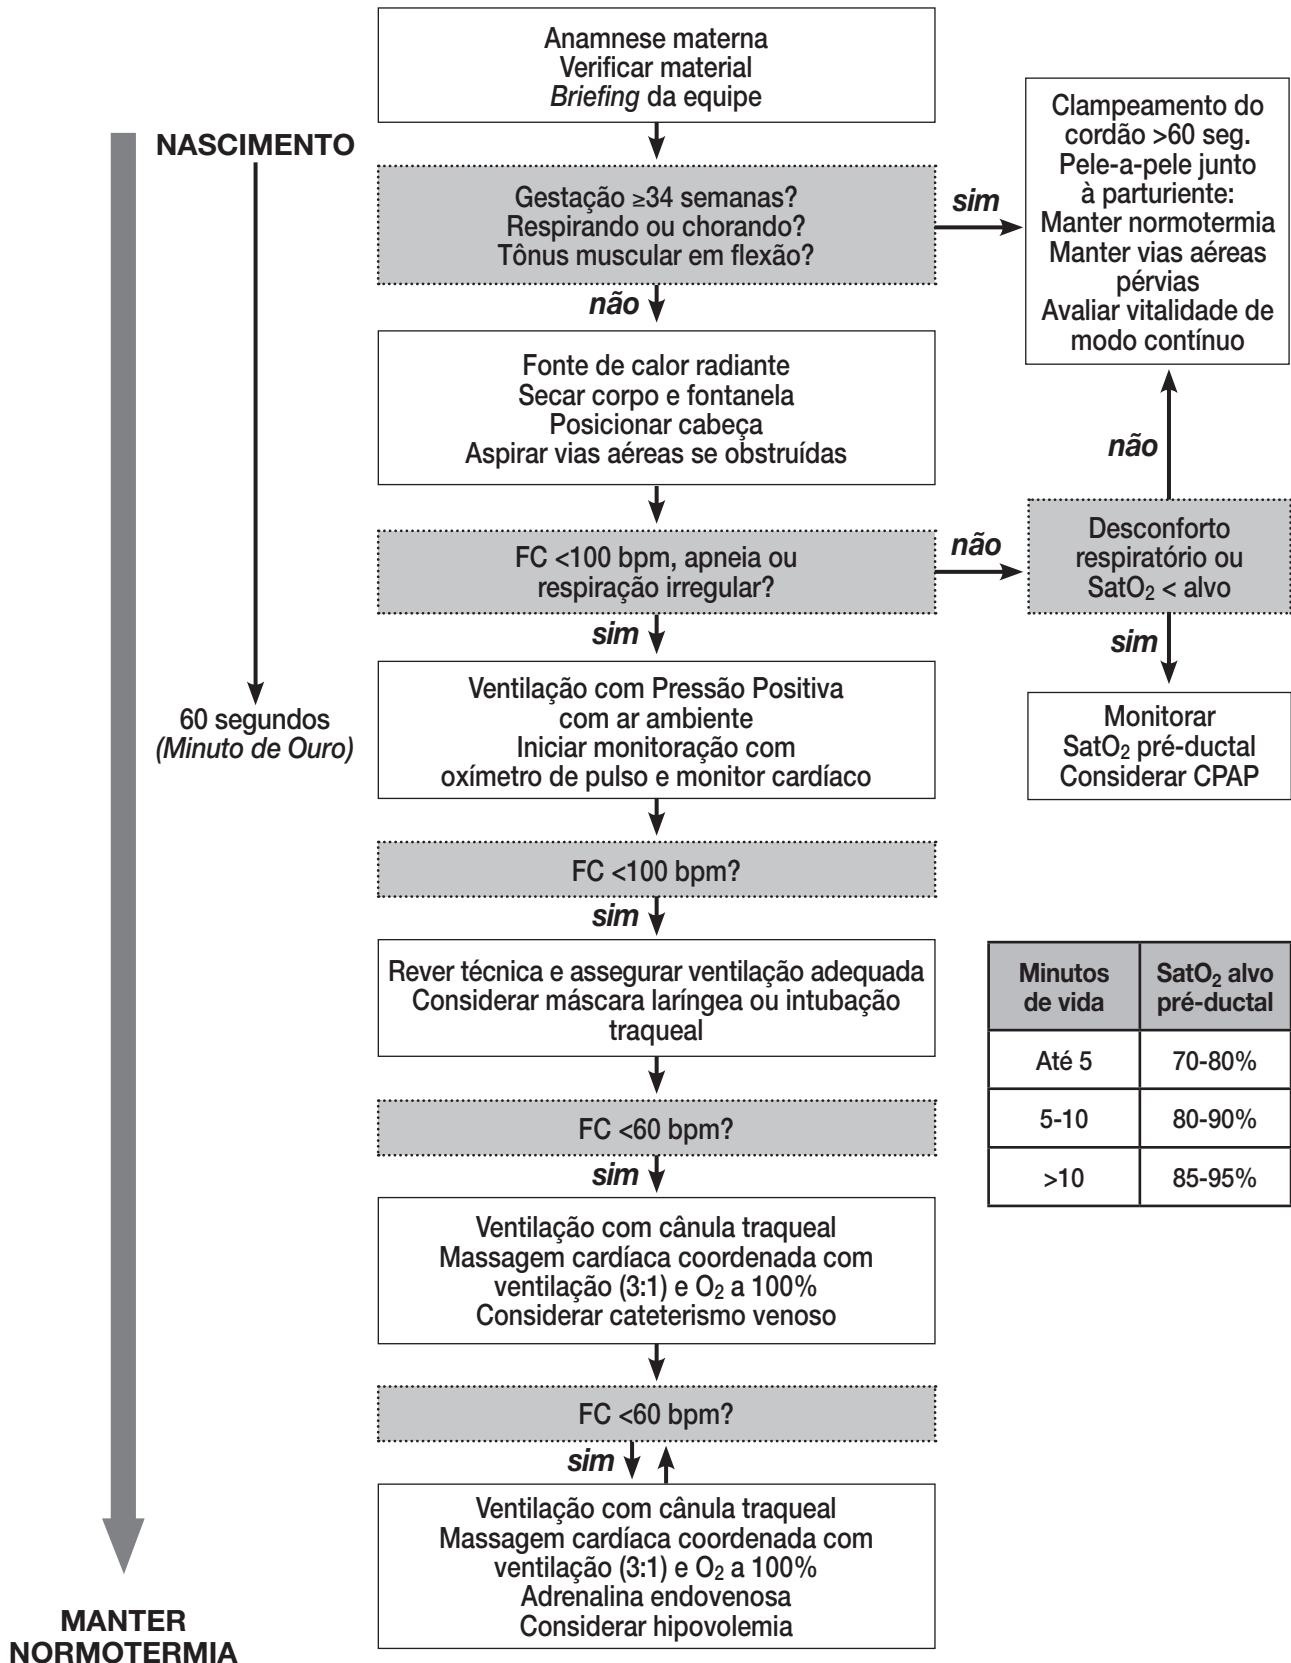 Anamnese materna
Verificar material
Briefing da equipe
NASCIMENTO
Gestação ≥34 semanas?
Respirando ou chorando?
Tônus muscular em flexão?
sim
Clampeamento do
cordão >60 seg.
Pele-a-pele junto
à parturiente:
Manter normotermia
Manter vias aéreas
pérvias
Avaliar vitalidade de
modo contínuo
não
Fonte de calor radiante
Secar corpo e fontanela
Posicionar cabeça
Aspirar vias aéreas se obstruídas
não
FC <100 bpm, apneia ou
respiração irregular?
não
Desconforto
respiratório ou
SatO₂ < alvo
sim
sim
60 segundos
(Minuto de Ouro)
Ventilação com Pressão Positiva
com ar ambiente
Iniciar monitoração com
oxímetro de pulso e monitor cardíaco
Monitorar
SatO₂ pré-ductal
Considerar CPAP
FC <100 bpm?
sim
Rever técnica e assegurar ventilação adequada
Considerar máscara laríngea ou intubação
traqueal
Minutos de vida
SatO₂ alvo pré-ductal
Até 5 70-80%
5-10 80-90%
>10 85-95%
FC <60 bpm?
sim
Ventilação com cânula traqueal
Massagem cardíaca coordenada com
ventilação (3:1) e O₂ a 100%
Considerar cateterismo venoso
FC <60 bpm?
sim
Ventilação com cânula traqueal
Massagem cardíaca coordenada com
ventilação (3:1) e O₂ a 100%
Adrenalina endovenosa
Considerar hipovolemia
MANTER
NORMOTERMIA